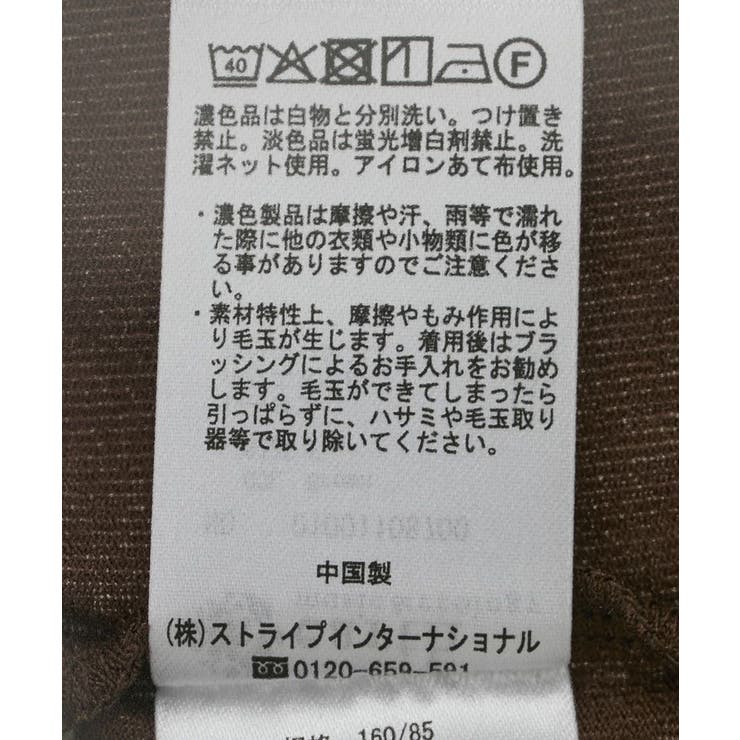 40 F
濃色品は白物と分別洗い。つけ置き
禁止。淡色品は蛍光増白剤禁止。洗
濯ネット使用。アイロンあて布使用。
・濃色製品は摩擦や汗、雨等で濡れ
た際に他の衣類や小物類に色が移
る事がありますのでご注意くださ
い。
・素材特性上、摩擦やもみ作用によ
り毛玉が生じます。着用後はブラ
ッシングによるお手入れをお勧め
します。毛玉ができてしまったら
引っぱらずに、ハサミや毛玉取り
器等で取り除いてください。
中国製
(株)ストライプインターナショナル
0120-659-591
160/85